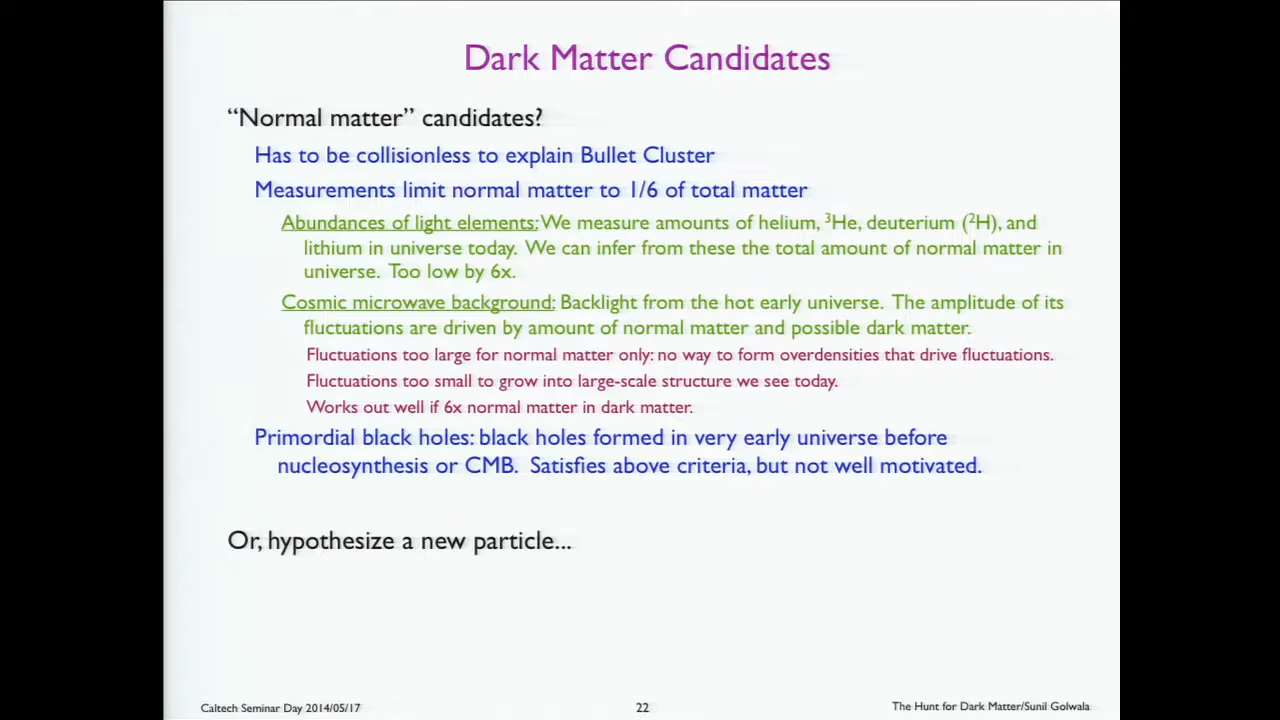 Dark Matter Candidates
“Normal matter” candidates?
Has to be collisionless to explain Bullet Cluster
Measurements limit normal matter to 1/6 of total matter
Abundances of light elements: We measure amounts of helium, ³He, deuterium (²H), and
lithium in universe today. We can infer from these the total amount of normal matter in
universe. Too low by 6x.
Cosmic microwave background: Backlight from the hot early universe. The amplitude of its
fluctuations are driven by amount of normal matter and possible dark matter.
Fluctuations too large for normal matter only: no way to form overdensities that drive fluctuations.
Fluctuations too small to grow into large-scale structure we see today.
Works out well if 6x normal matter in dark matter.
Primordial black holes: black holes formed in very early universe before
nucleosynthesis or CMB. Satisfies above criteria, but not well motivated.
Or, hypothesize a new particle...
Caltech Seminar Day 2014/05/17
22
The Hunt for Dark Matter/Sunil Golwala